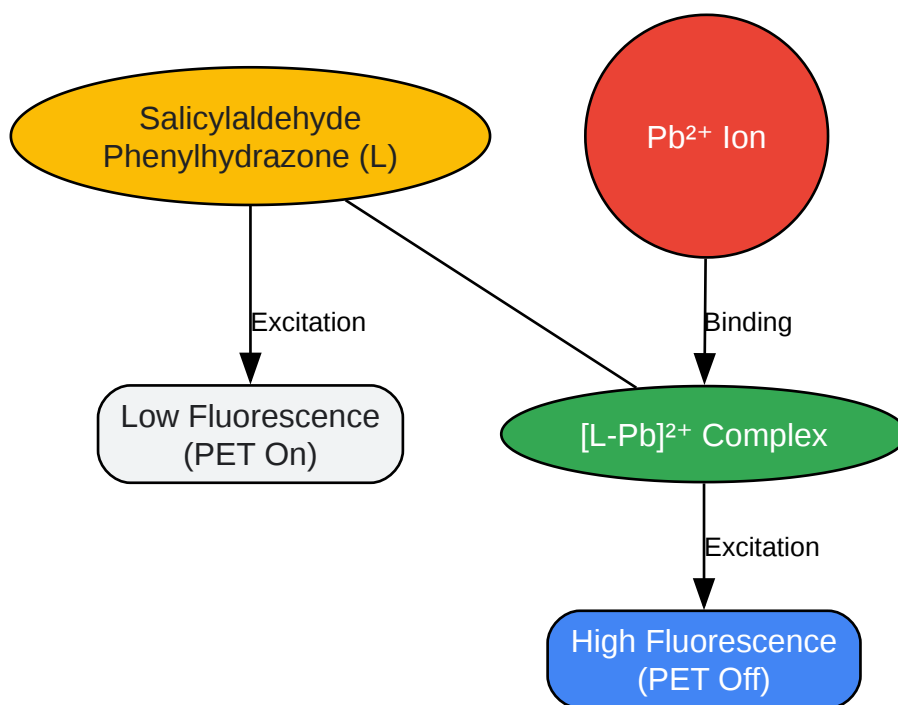 Salicylaldehyde
Phenylhydrazone (L)
Pb²⁺ Ion
Excitation
Binding
Low Fluorescence
(PET On)
[L-Pb]²⁺ Complex
Excitation
High Fluorescence
(PET Off)